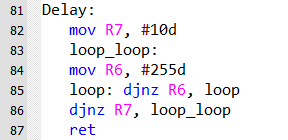 81 Delay:
82 mov R7, #10d
83 loop_loop:
84 mov R6, #255d
85 loop: djnz R6, loop
86 djnz R7, loop_loop
87 ret